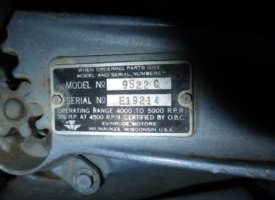 WHEN ORDERING PARTS GIVE
MODEL AND SERIAL NUMBERS
MODEL NO 9522 C
SERIAL NO E19214
OPERATING RANGE 4000 TO 5000 R.P.M.
H.P. AT 4500 R.P.M. CERTIFIED BY O.B.C.
EVINRUDE MOTORS
MILWAUKEE, WISCONSIN U.S.A.